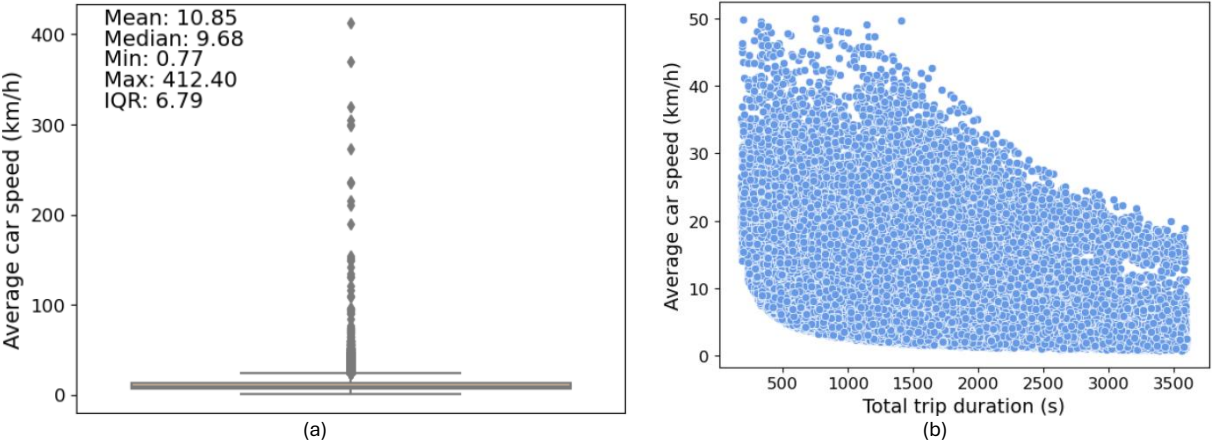 Mean: 10.85
Median: 9.68
Min: 0.77
Max: 412.40
IQR: 6.79
Average car speed (km/h)
400
300
200
100
0
(a)
Average car speed (km/h)
50
40
30
20
10
0
500 1000 1500 2000 2500 3000 3500
Total trip duration (s)
(b)